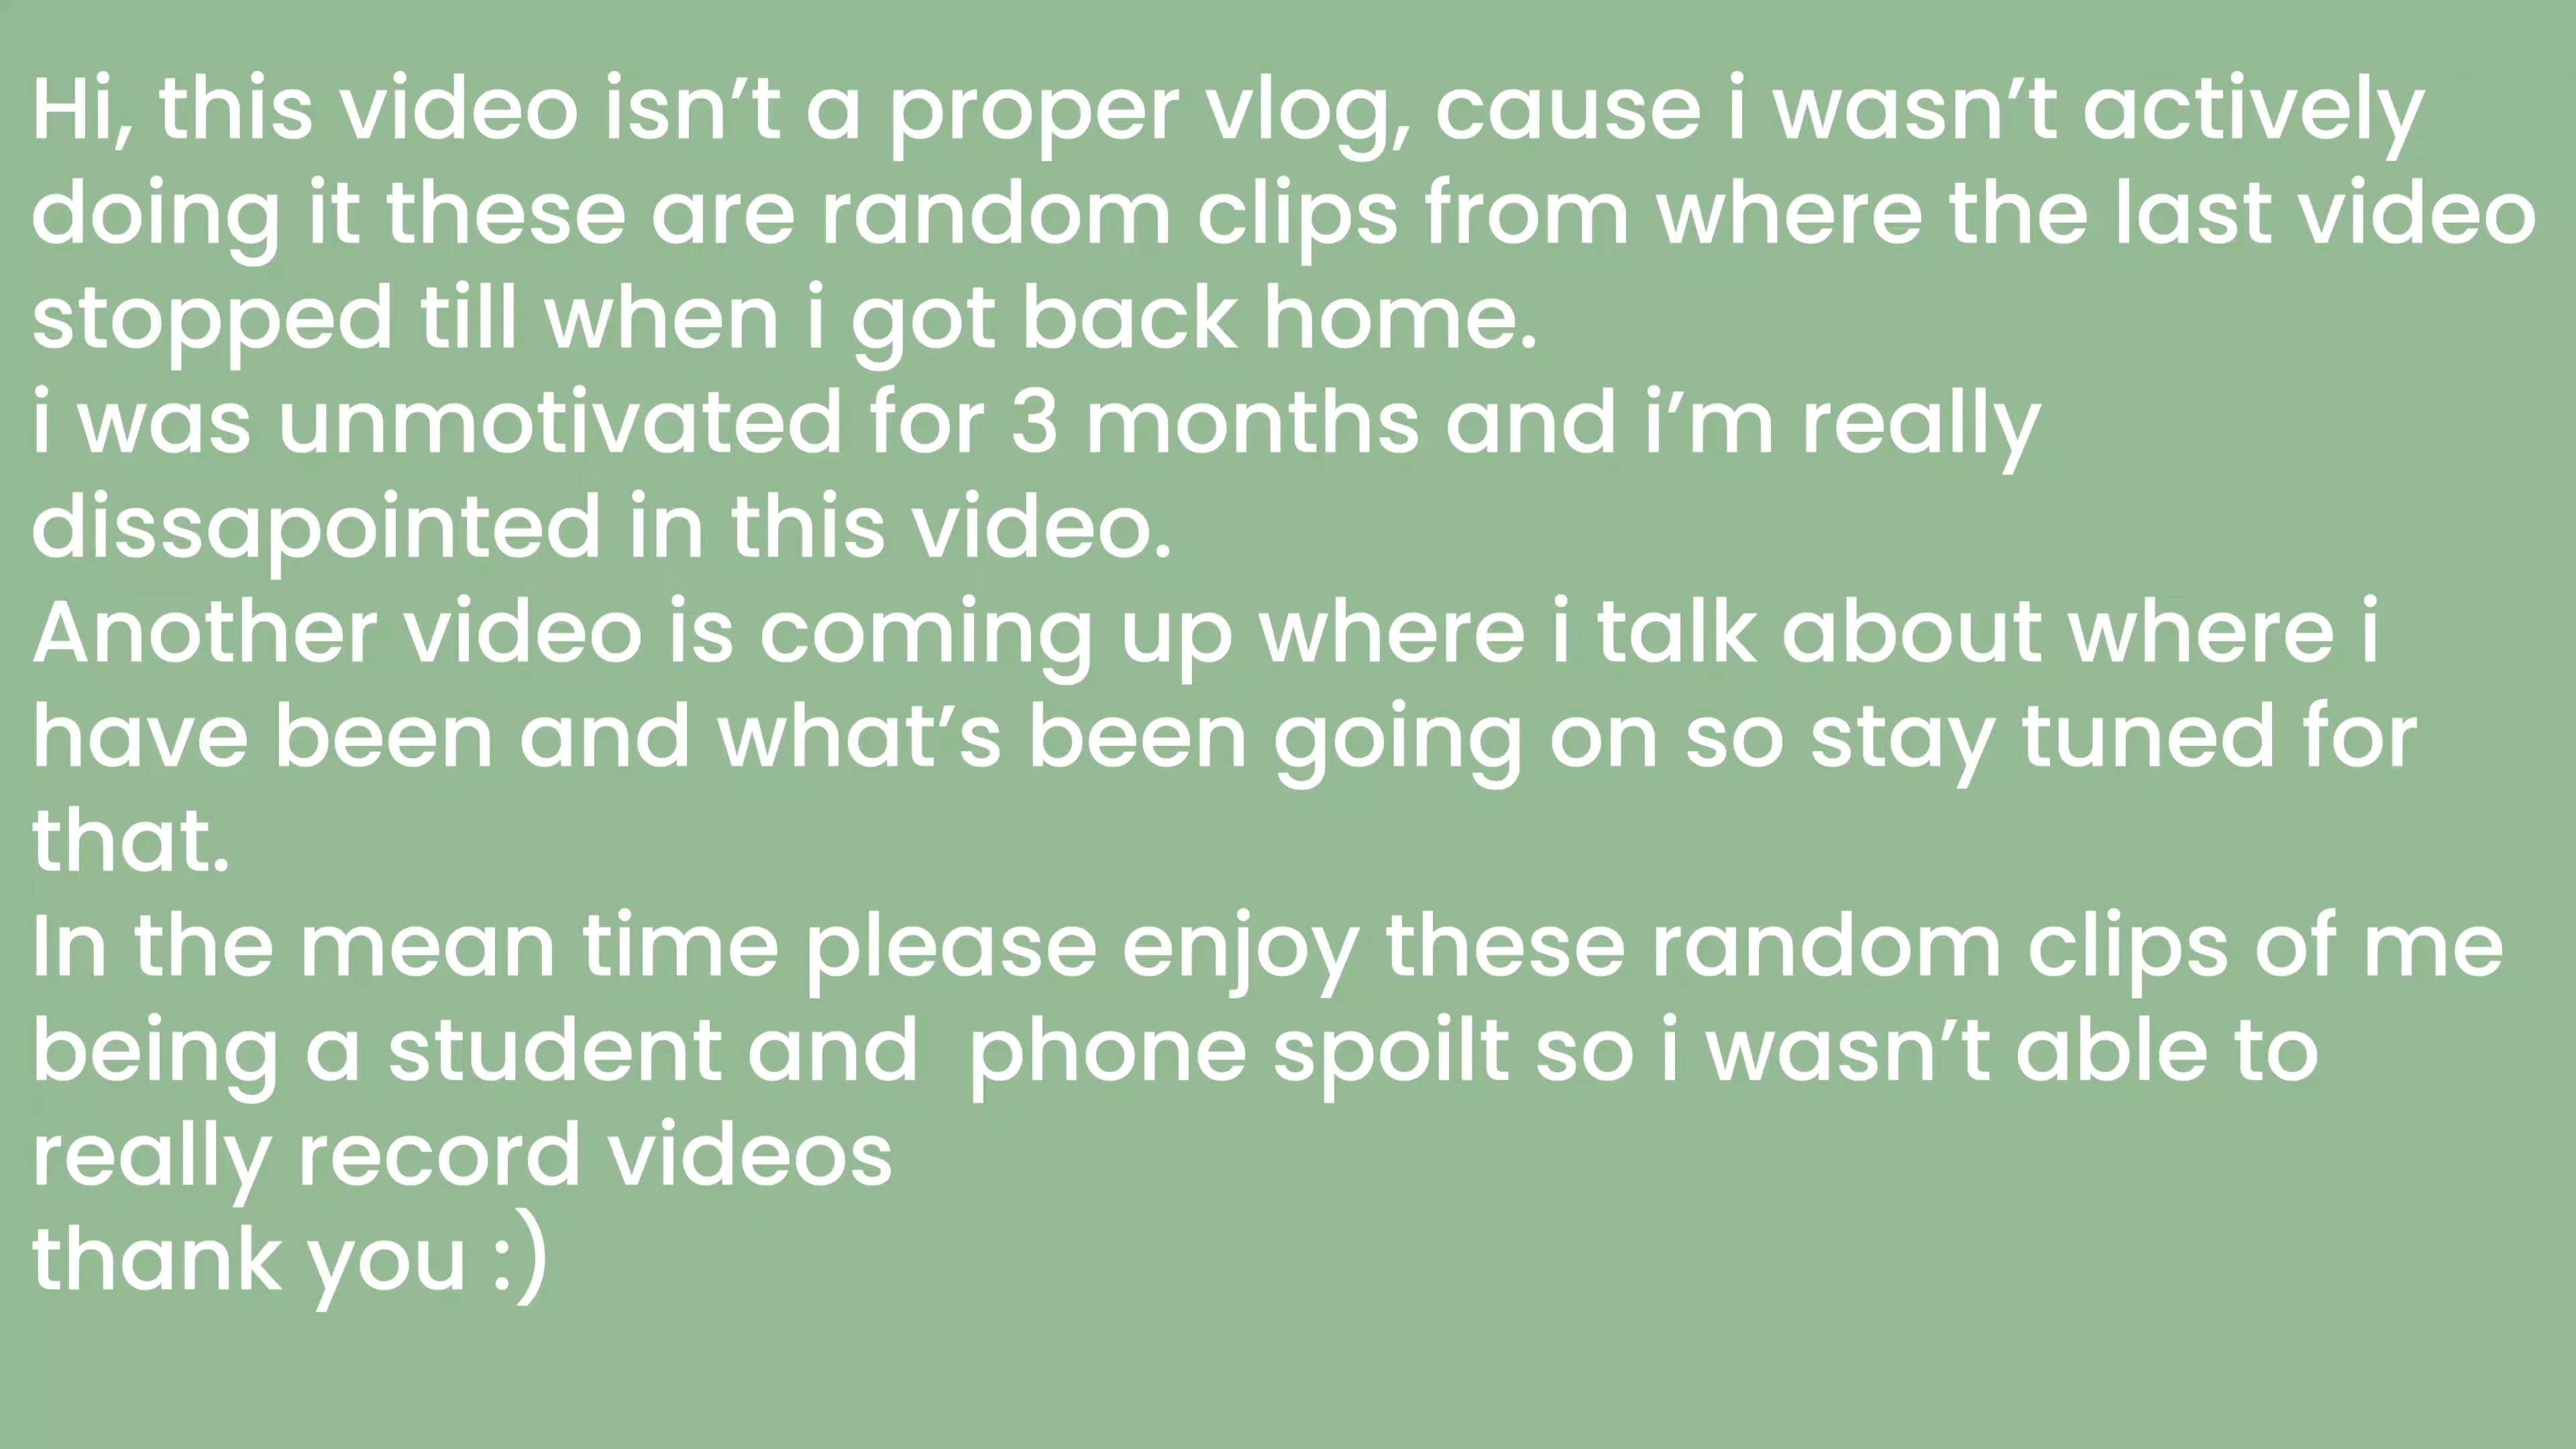 Hi, this video isn’t a proper vlog, cause i wasn’t actively
doing it these are random clips from where the last video
stopped till when i got back home.
i was unmotivated for 3 months and i’m really
dissapointed in this video.
Another video is coming up where i talk about where i
have been and what’s been going on so stay tuned for
that.
In the mean time please enjoy these random clips of me
being a student and  phone spoilt so i wasn’t able to
really record videos
thank you :)